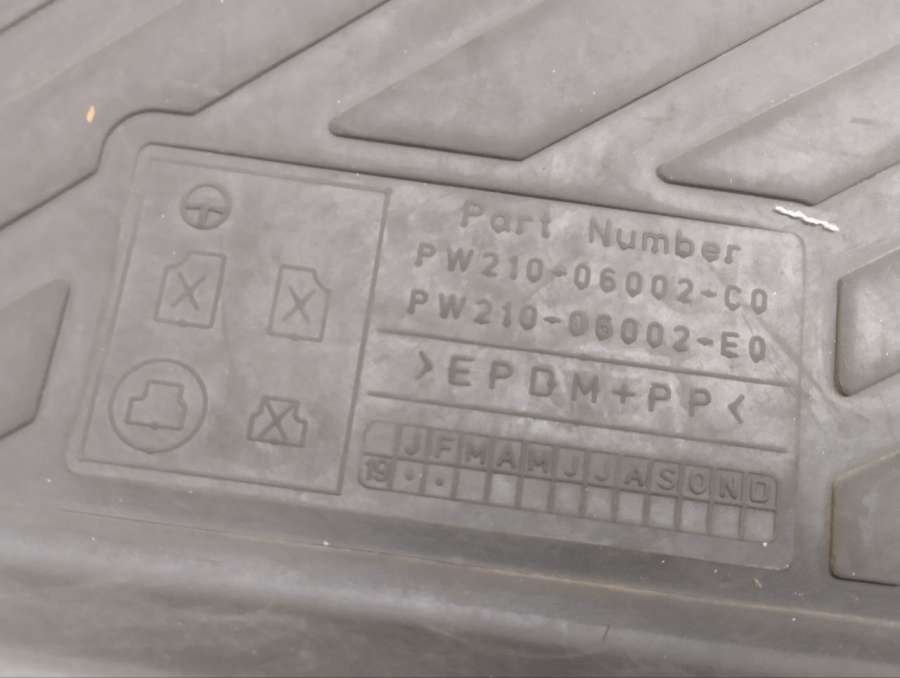 Part Number
PW210-06002-C0
PW210-06002-E0
>EPDM+PP<
J F M A M J J A S O N D
19